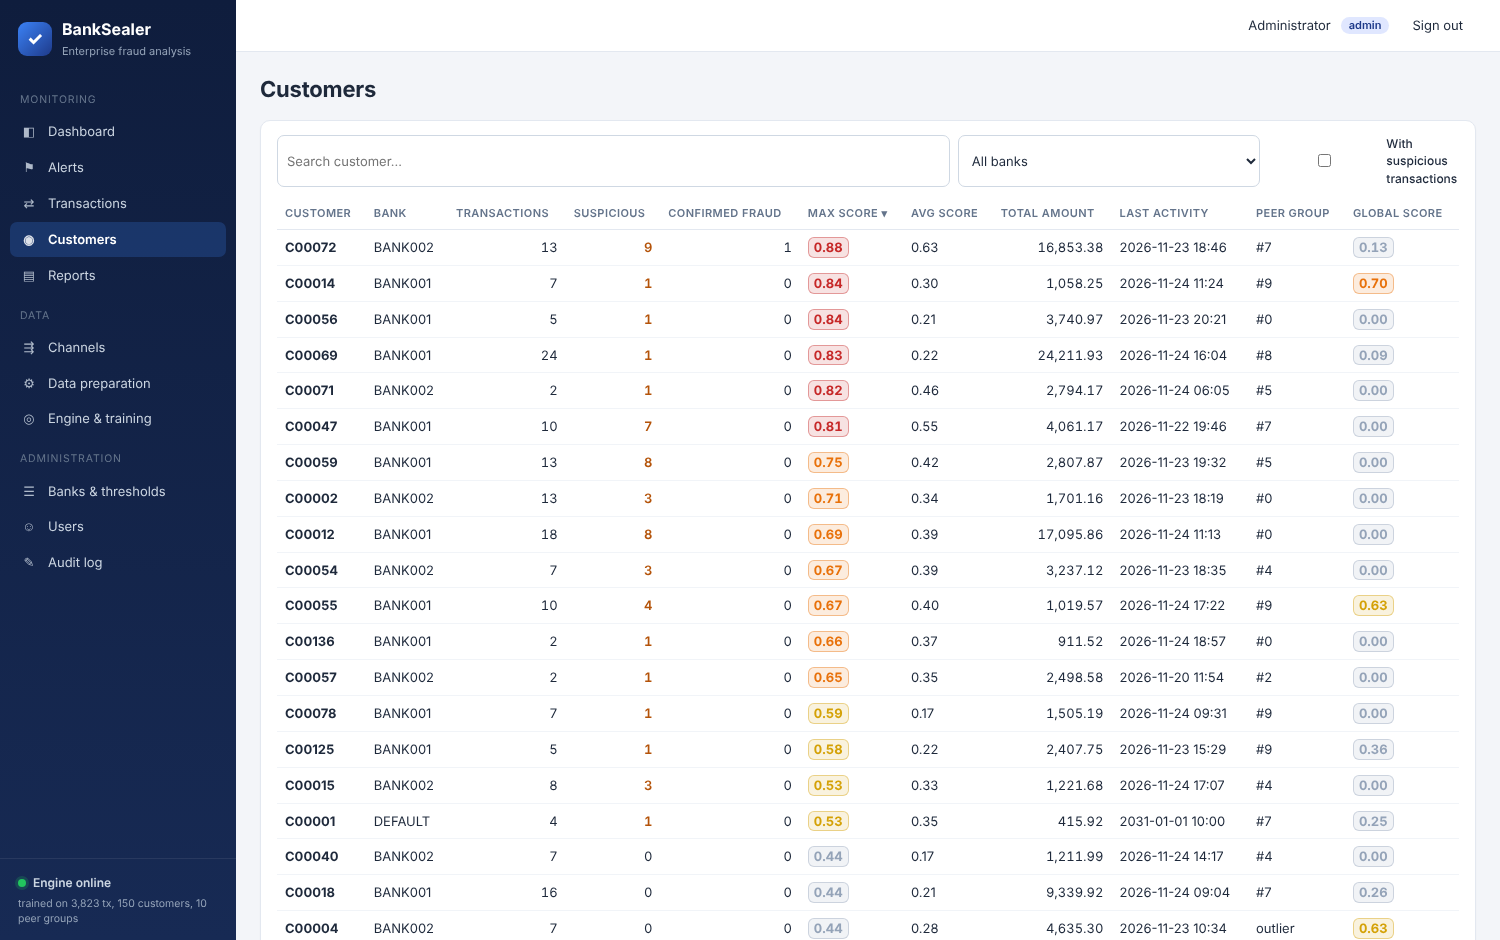 BankSealer
Enterprise fraud analysis
MONITORING
Dashboard
Alerts
Transactions
Customers
Reports
DATA
Channels
Data preparation
Engine & training
ADMINISTRATION
Banks & thresholds
Users
Audit log
Engine online
trained on 3,823 tx, 150 customers, 10
peer groups
Administrator admin Sign out
Customers
Search customer... All banks With
suspicious
transactions
CUSTOMER BANK TRANSACTIONS SUSPICIOUS CONFIRMED FRAUD MAX SCORE ▾ AVG SCORE TOTAL AMOUNT LAST ACTIVITY PEER GROUP GLOBAL SCORE
C00072 BANK002 13 9 1 0.88 0.63 16,853.38 2026-11-23 18:46 #7 0.13
C00014 BANK001 7 1 0 0.84 0.30 1,058.25 2026-11-24 11:24 #9 0.70
C00056 BANK001 5 1 0 0.84 0.21 3,740.97 2026-11-23 20:21 #0 0.00
C00069 BANK001 24 1 0 0.83 0.22 24,211.93 2026-11-24 16:04 #8 0.09
C00071 BANK002 2 1 0 0.82 0.46 2,794.17 2026-11-24 06:05 #5 0.00
C00047 BANK001 10 7 0 0.81 0.55 4,061.17 2026-11-22 19:46 #7 0.00
C00059 BANK001 13 8 0 0.75 0.42 2,807.87 2026-11-23 19:32 #5 0.00
C00002 BANK002 13 3 0 0.71 0.34 1,701.16 2026-11-23 18:19 #0 0.00
C00012 BANK001 18 8 0 0.69 0.39 17,095.86 2026-11-24 11:13 #0 0.00
C00054 BANK002 7 3 0 0.67 0.39 3,237.12 2026-11-23 18:35 #4 0.00
C00055 BANK001 10 4 0 0.67 0.40 1,019.57 2026-11-24 17:22 #9 0.63
C00136 BANK001 2 1 0 0.66 0.37 911.52 2026-11-24 18:57 #0 0.00
C00057 BANK002 2 1 0 0.65 0.35 2,498.58 2026-11-20 11:54 #2 0.00
C00078 BANK001 7 1 0 0.59 0.17 1,505.19 2026-11-24 09:31 #9 0.00
C00125 BANK001 5 1 0 0.58 0.22 2,407.75 2026-11-23 15:29 #9 0.36
C00015 BANK002 8 3 0 0.53 0.33 1,221.68 2026-11-24 17:07 #4 0.00
C00001 DEFAULT 4 1 0 0.53 0.35 415.92 2031-01-01 10:00 #7 0.25
C00040 BANK002 7 0 0 0.44 0.17 1,211.99 2026-11-24 14:17 #4 0.00
C00018 BANK001 16 0 0 0.44 0.21 9,339.92 2026-11-24 09:04 #7 0.26
C00004 BANK002 7 0 0 0.44 0.28 4,635.30 2026-11-23 10:34 outlier 0.63